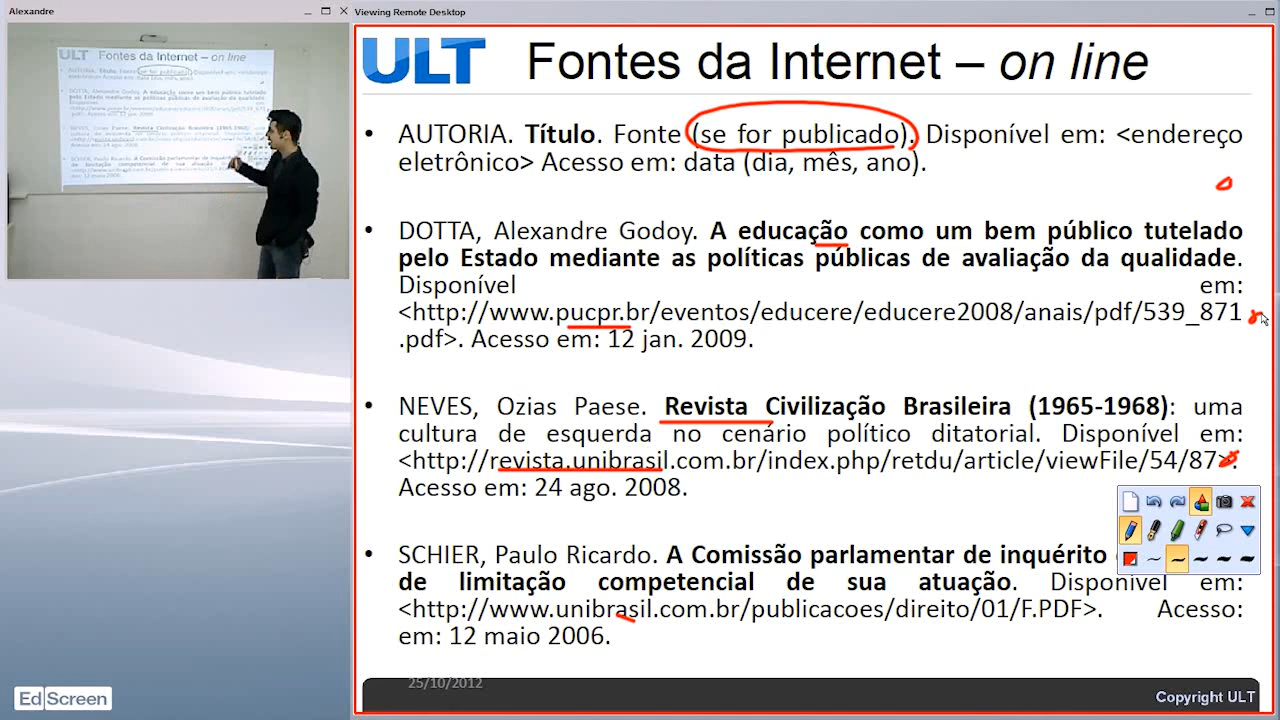 Alexandre
Viewing Remote Desktop
ULT Fontes da Internet – on line
• AUTORIA. Título. Fonte (se for publicado). Disponível em: <endereço
eletrônico> Acesso em: data (dia, mês, ano).
• DOTTA, Alexandre Godoy. A educação como um bem público tutelado
pelo Estado mediante as políticas públicas de avaliação da qualidade.
Disponível em:
<http://www.pucpr.br/eventos/educere/educere2008/anais/pdf/539_871
.pdf>. Acesso em: 12 jan. 2009.
• NEVES, Ozias Paese. Revista Civilização Brasileira (1965-1968): uma
cultura de esquerda no cenário político ditatorial. Disponível em:
<http://revista.unibrasil.com.br/index.php/retdu/article/viewFile/54/87>.
Acesso em: 24 ago. 2008.
• SCHIER, Paulo Ricardo. A Comissão parlamentar de inquérito
de limitação competencial de sua atuação. Disponível em:
<http://www.unibrasil.com.br/publicacoes/direito/01/F.PDF>. Acesso:
em: 12 maio 2006.
25/10/2012
Copyright ULT
EdScreen